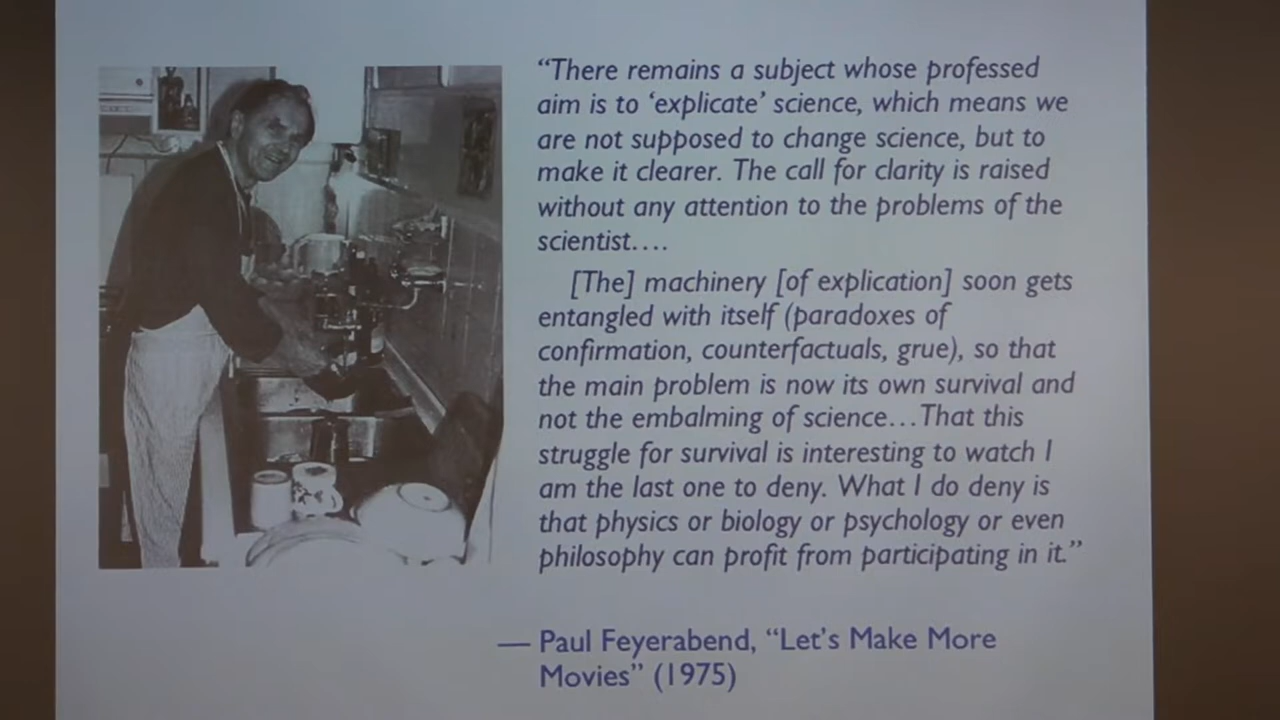 “There remains a subject whose professed
aim is to ‘explicate’ science, which means we
are not supposed to change science, but to
make it clearer. The call for clarity is raised
without any attention to the problems of the
scientist….
[The] machinery [of explication] soon gets
entangled with itself (paradoxes of
confirmation, counterfactuals, grue), so that
the main problem is now its own survival and
not the embalming of science…That this
struggle for survival is interesting to watch I
am the last one to deny. What I do deny is
that physics or biology or psychology or even
philosophy can profit from participating in it.”
— Paul Feyerabend, “Let’s Make More
Movies” (1975)